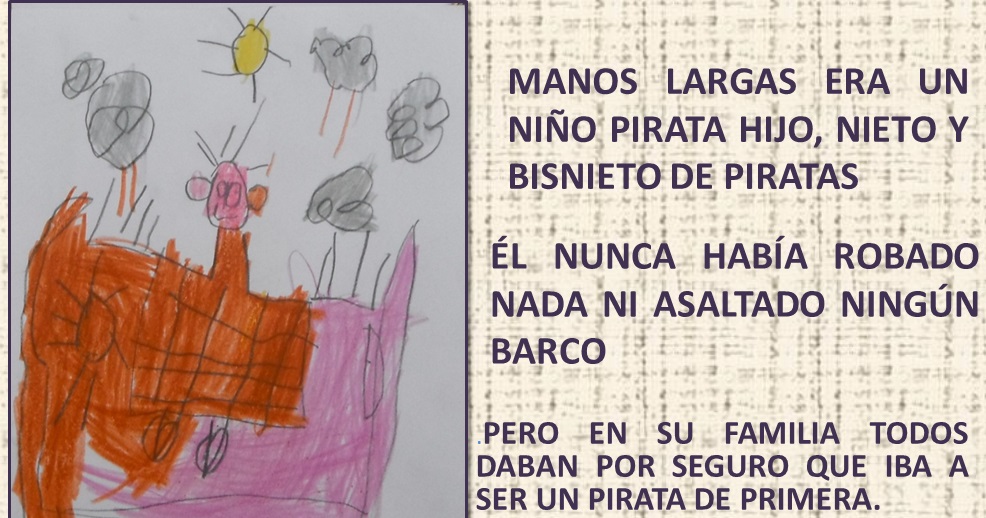 MANOS LARGAS ERA UN
NIÑO PIRATA HIJO, NIETO Y
BISNIETO DE PIRATAS
ÉL NUNCA HABÍA ROBADO
NADA NI ASALTADO NINGÚN
BARCO
.PERO EN SU FAMILIA TODOS
DABAN POR SEGURO QUE IBA A
SER UN PIRATA DE PRIMERA.